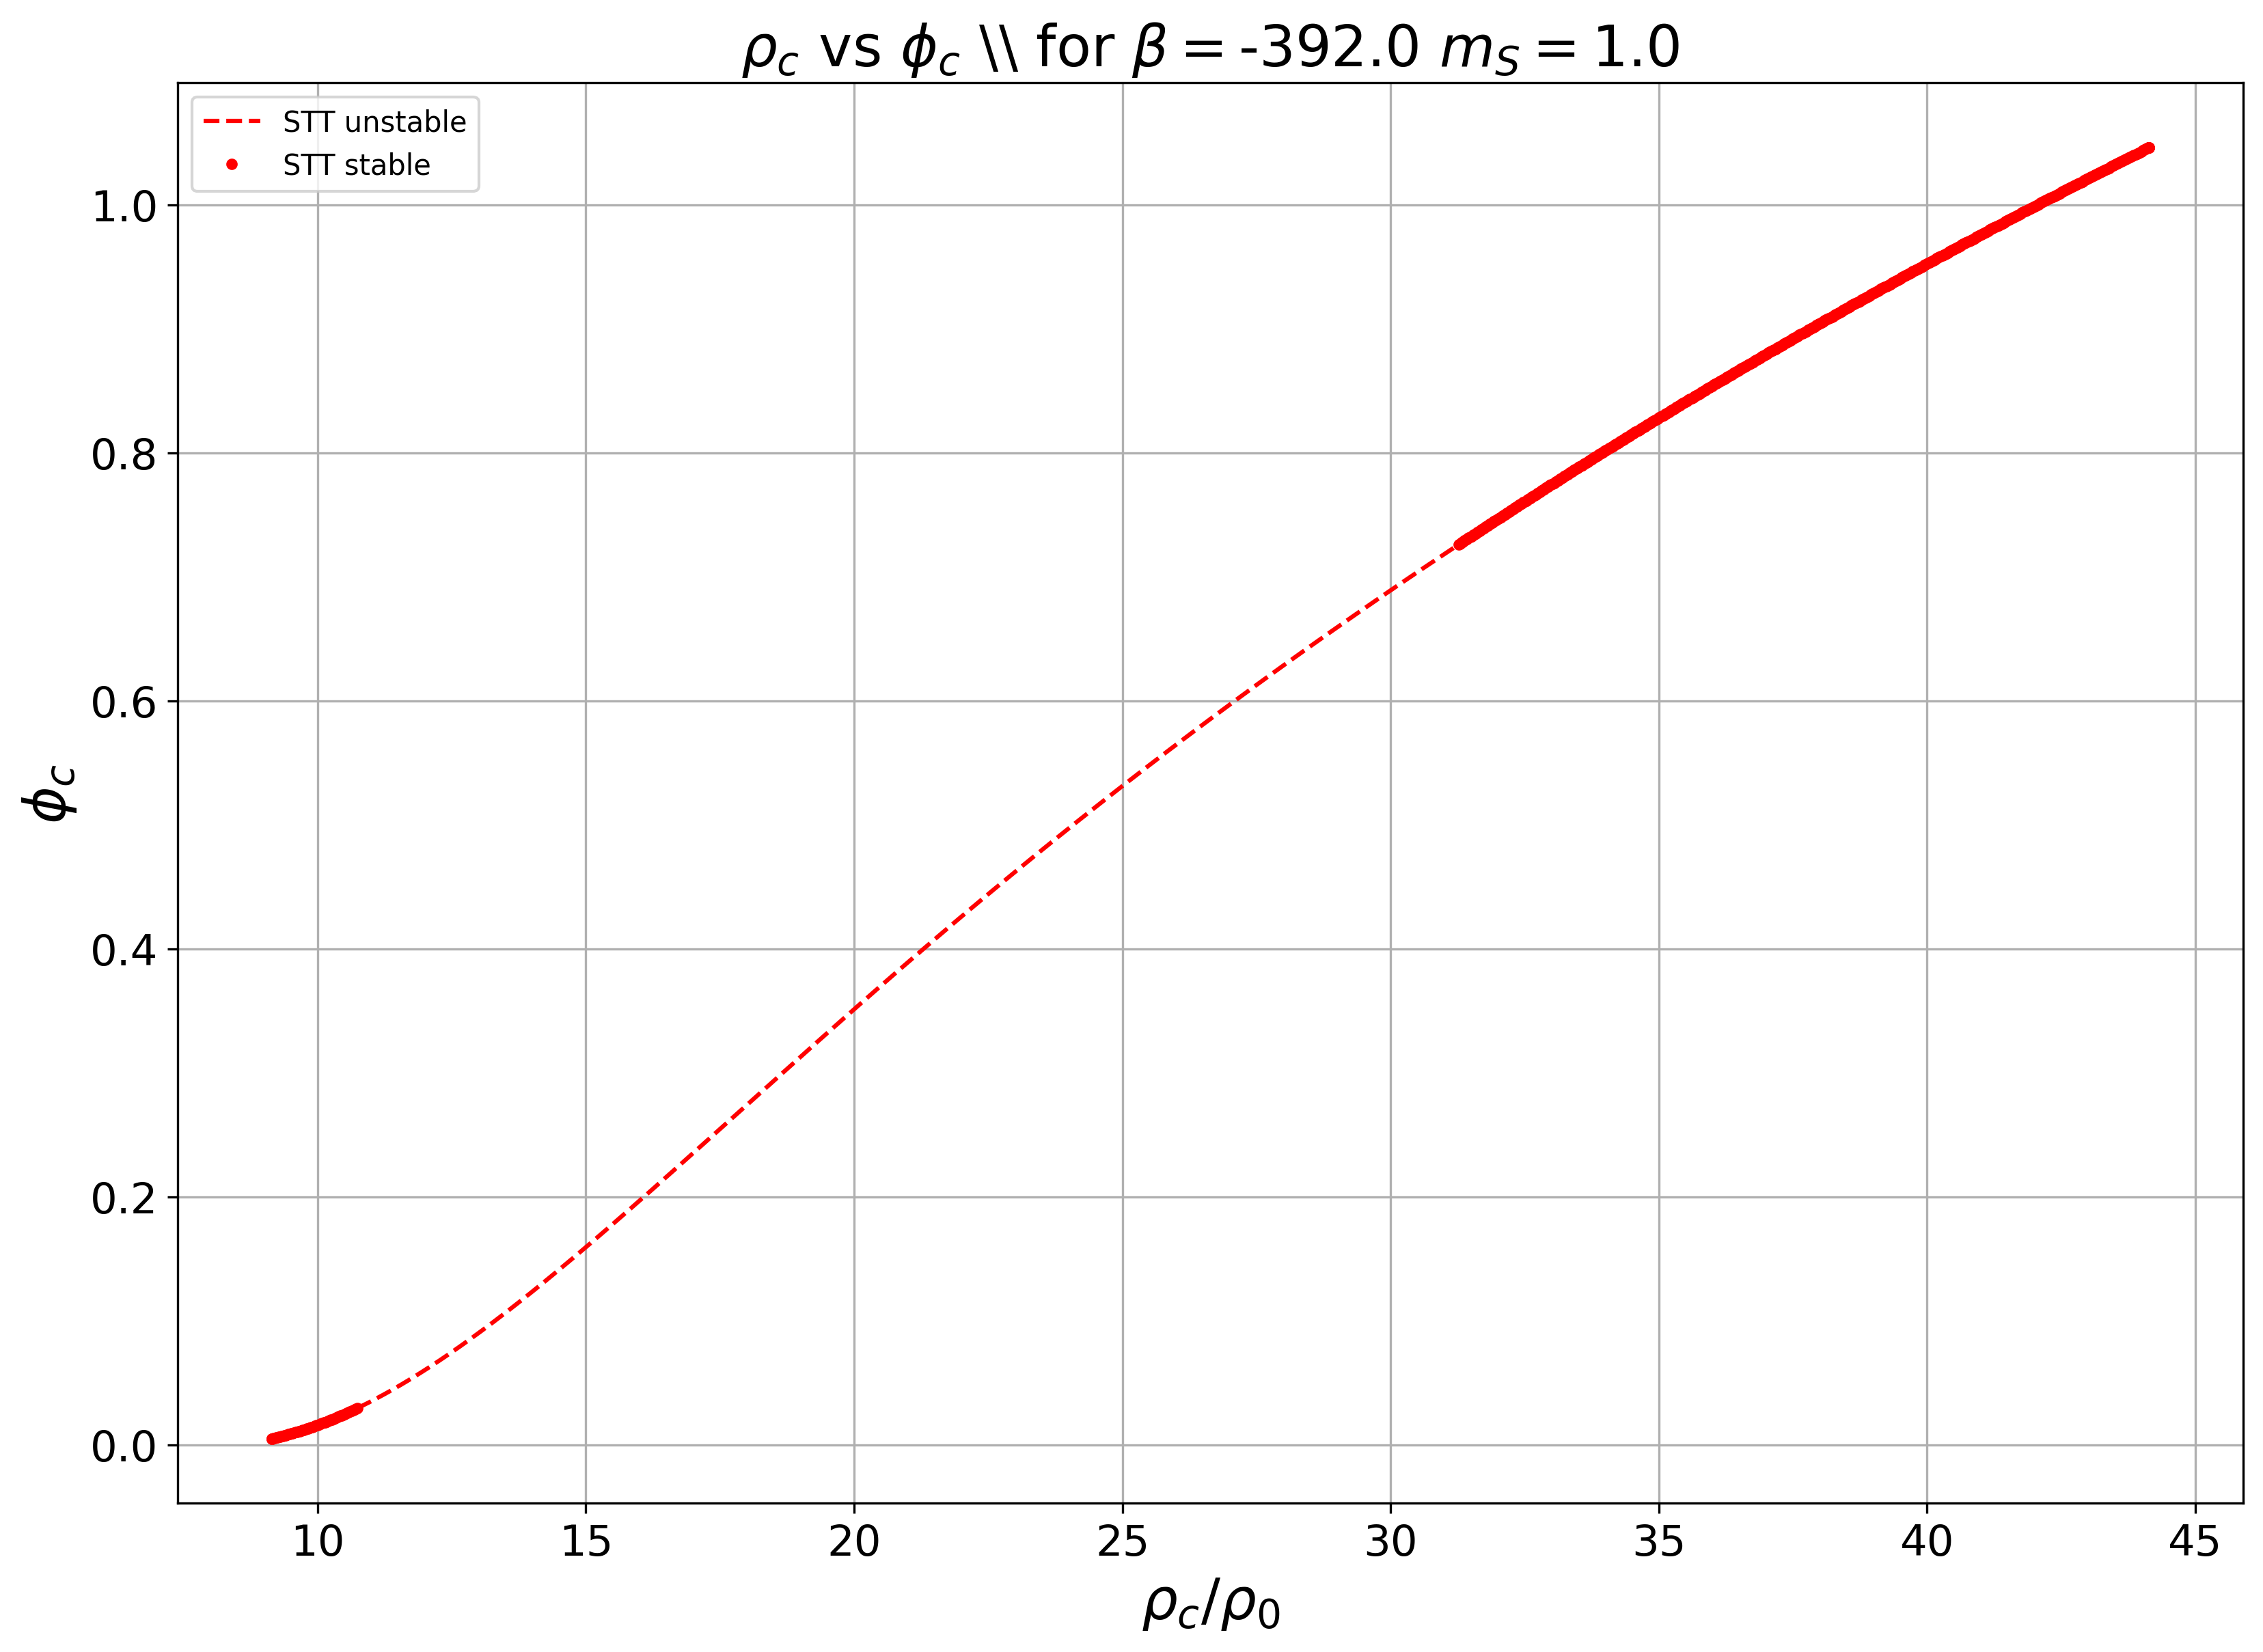 ρc vs ϕc \\ for β = -392.0 mS = 1.0
STT unstable
STT stable
1.0
0.8
0.6
0.4
0.2
0.0
ϕc
10 15 20 25 30 35 40 45
ρc/ρ0